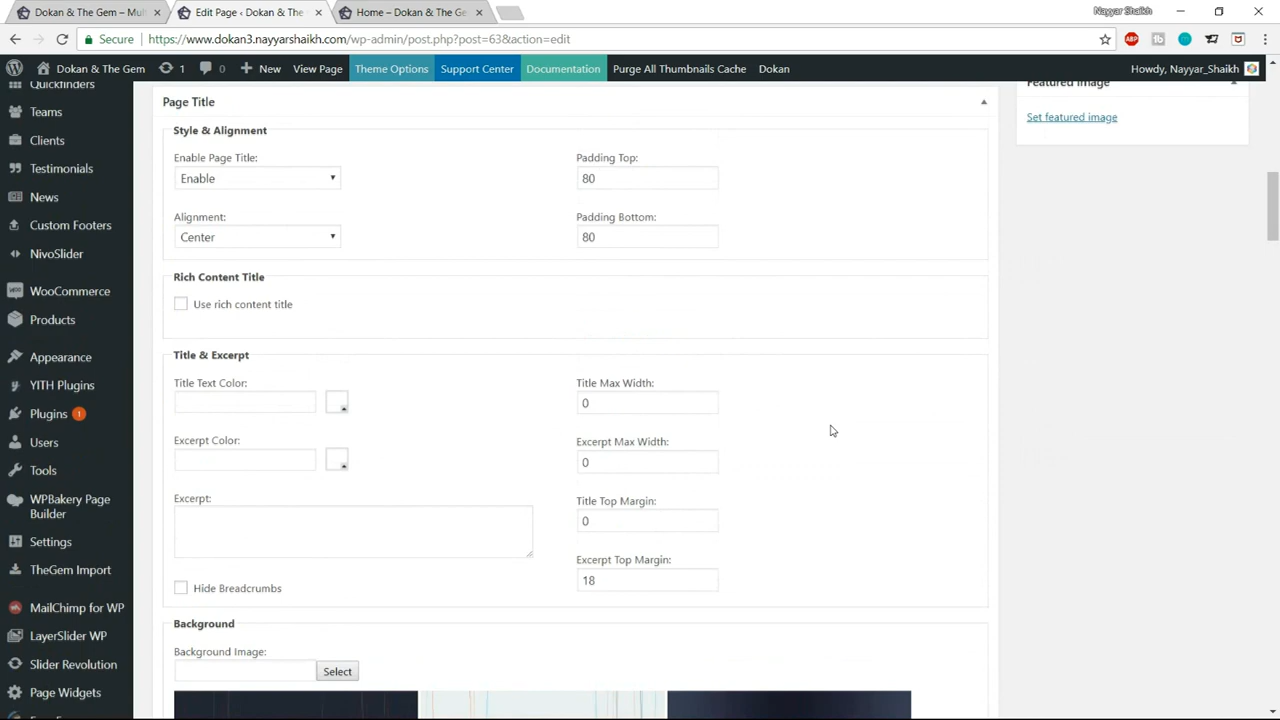 Dokan & The Gem – Mul
Edit Page ‹ Dokan & The
Home – Dokan & The Ge
Nayyar Shaikh
Secure
https://www.dokan3.nayyarshaikh.com/wp-admin/post.php?post=63&action=edit
ABP
Dokan & The Gem
1
0
New
View Page
Theme Options
Support Center
Documentation
Purge All Thumbnails Cache
Dokan
Howdy, Nayyar_Shaikh
Quickfinders
Teams
Clients
Testimonials
News
Custom Footers
NivoSlider
WooCommerce
Products
Appearance
YITH Plugins
Plugins 1
Users
Tools
WPBakery Page
Builder
Settings
TheGem Import
MailChimp for WP
LayerSlider WP
Slider Revolution
Page Widgets
Page Title
Style & Alignment
Enable Page Title:
Enable
Padding Top:
80
Alignment:
Center
Padding Bottom:
80
Rich Content Title
Use rich content title
Title & Excerpt
Title Text Color:
Title Max Width:
0
Excerpt Color:
Excerpt Max Width:
0
Excerpt:
Title Top Margin:
0
Excerpt Top Margin:
18
Hide Breadcrumbs
Background
Background Image:
Select
Featured Image
Set featured image